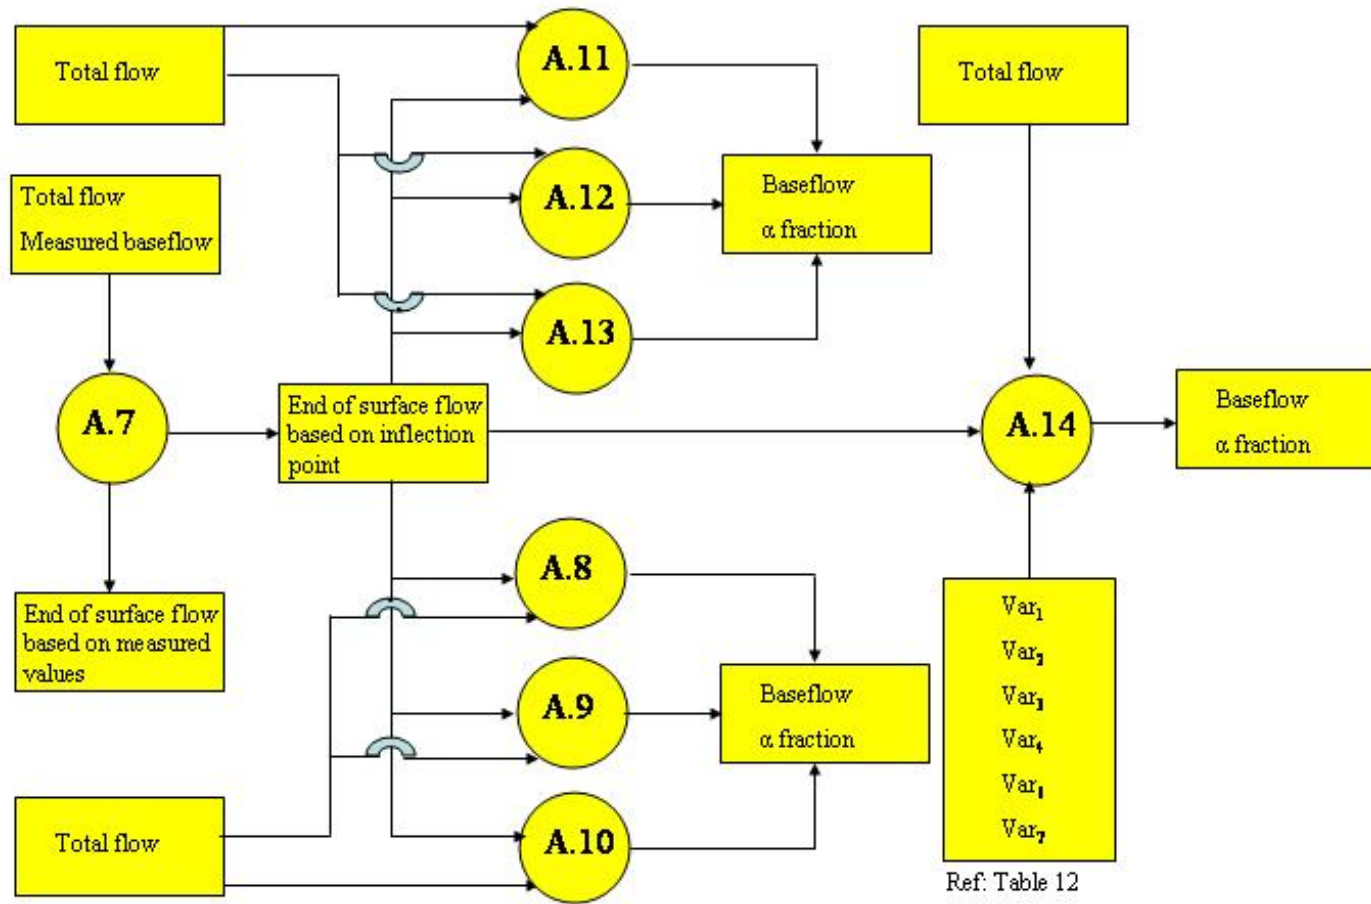 Total flow
A.11
Total flow
A.12
Baseflow
α fraction
Total flow
Measured baseflow
A.13
A.7
End of surface flow
based on inflection
point
A.14
Baseflow
α fraction
A.8
End of surface flow
based on measured
values
A.9
Baseflow
α fraction
Total flow
A.10
Var₁
Var₂
Var₃
Var₄
Var
Var₇
Ref: Table 12